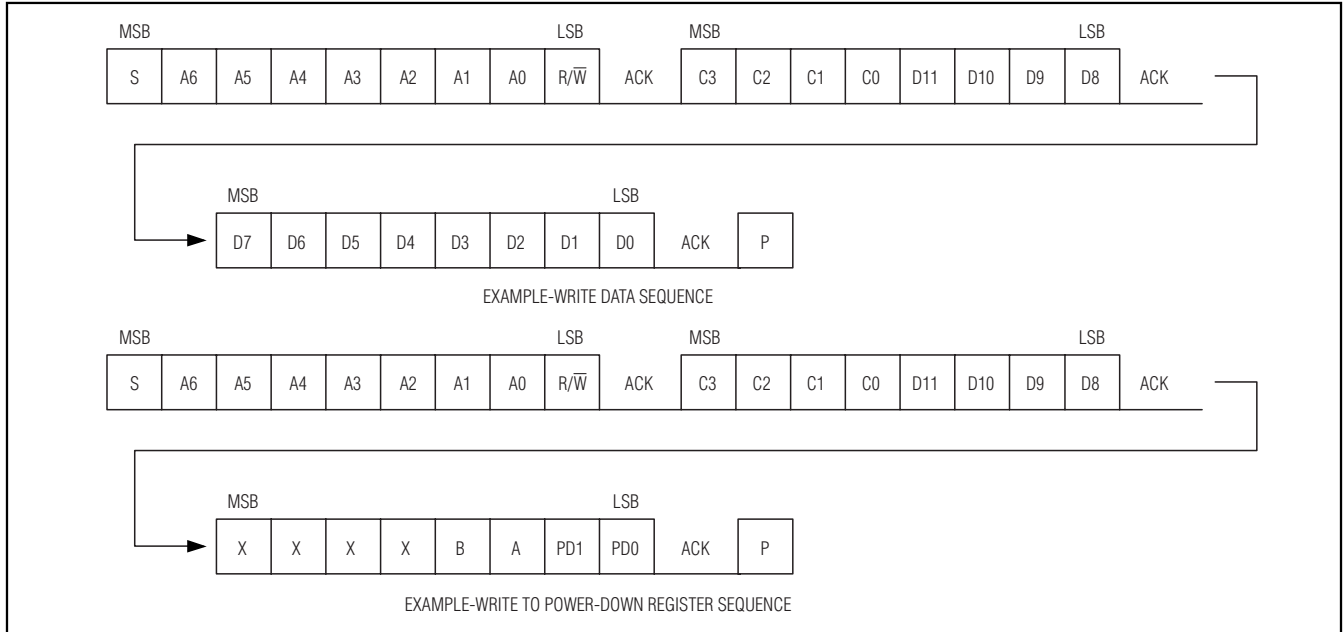 MSB LSB MSB LSB
S A6 A5 A4 A3 A2 A1 A0 R/W̅ ACK C3 C2 C1 C0 D11 D10 D9 D8 ACK
MSB LSB
D7 D6 D5 D4 D3 D2 D1 D0 ACK P
EXAMPLE-WRITE DATA SEQUENCE
MSB LSB MSB LSB
S A6 A5 A4 A3 A2 A1 A0 R/W̅ ACK C3 C2 C1 C0 D11 D10 D9 D8 ACK
MSB LSB
X X X X B A PD1 PD0 ACK P
EXAMPLE-WRITE TO POWER-DOWN REGISTER SEQUENCE